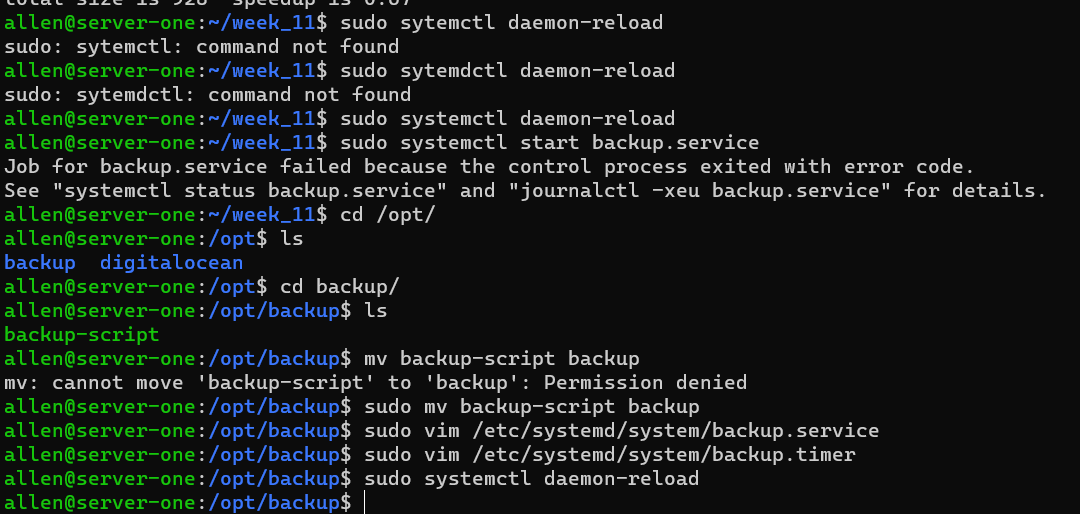 total size is 928  speedup is 0.87
allen@server-one:~/week_11$ sudo sytemctl daemon-reload
sudo: sytemctl: command not found
allen@server-one:~/week_11$ sudo sytemdctl daemon-reload
sudo: sytemdctl: command not found
allen@server-one:~/week_11$ sudo systemctl daemon-reload
allen@server-one:~/week_11$ sudo systemctl start backup.service
Job for backup.service failed because the control process exited with error code.
See "systemctl status backup.service" and "journalctl -xeu backup.service" for details.
allen@server-one:~/week_11$ cd /opt/
allen@server-one:/opt$ ls
backup  digitalocean
allen@server-one:/opt$ cd backup/
allen@server-one:/opt/backup$ ls
backup-script
allen@server-one:/opt/backup$ mv backup-script backup
mv: cannot move 'backup-script' to 'backup': Permission denied
allen@server-one:/opt/backup$ sudo mv backup-script backup
allen@server-one:/opt/backup$ sudo vim /etc/systemd/system/backup.service
allen@server-one:/opt/backup$ sudo vim /etc/systemd/system/backup.timer
allen@server-one:/opt/backup$ sudo systemctl daemon-reload
allen@server-one:/opt/backup$